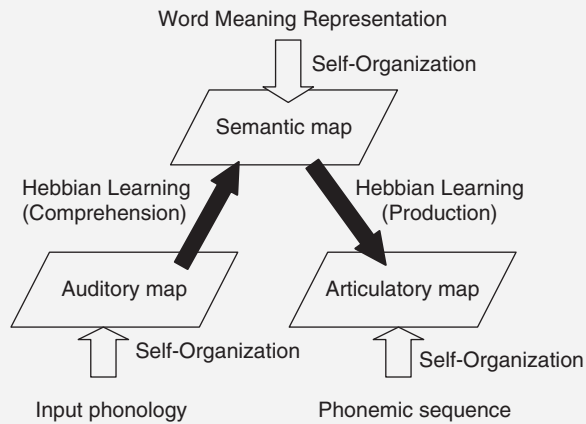 Word Meaning Representation
Self-Organization
Semantic map
Hebbian Learning
(Comprehension)
Hebbian Learning
(Production)
Auditory map
Articulatory map
Self-Organization
Self-Organization
Input phonology
Phonemic sequence